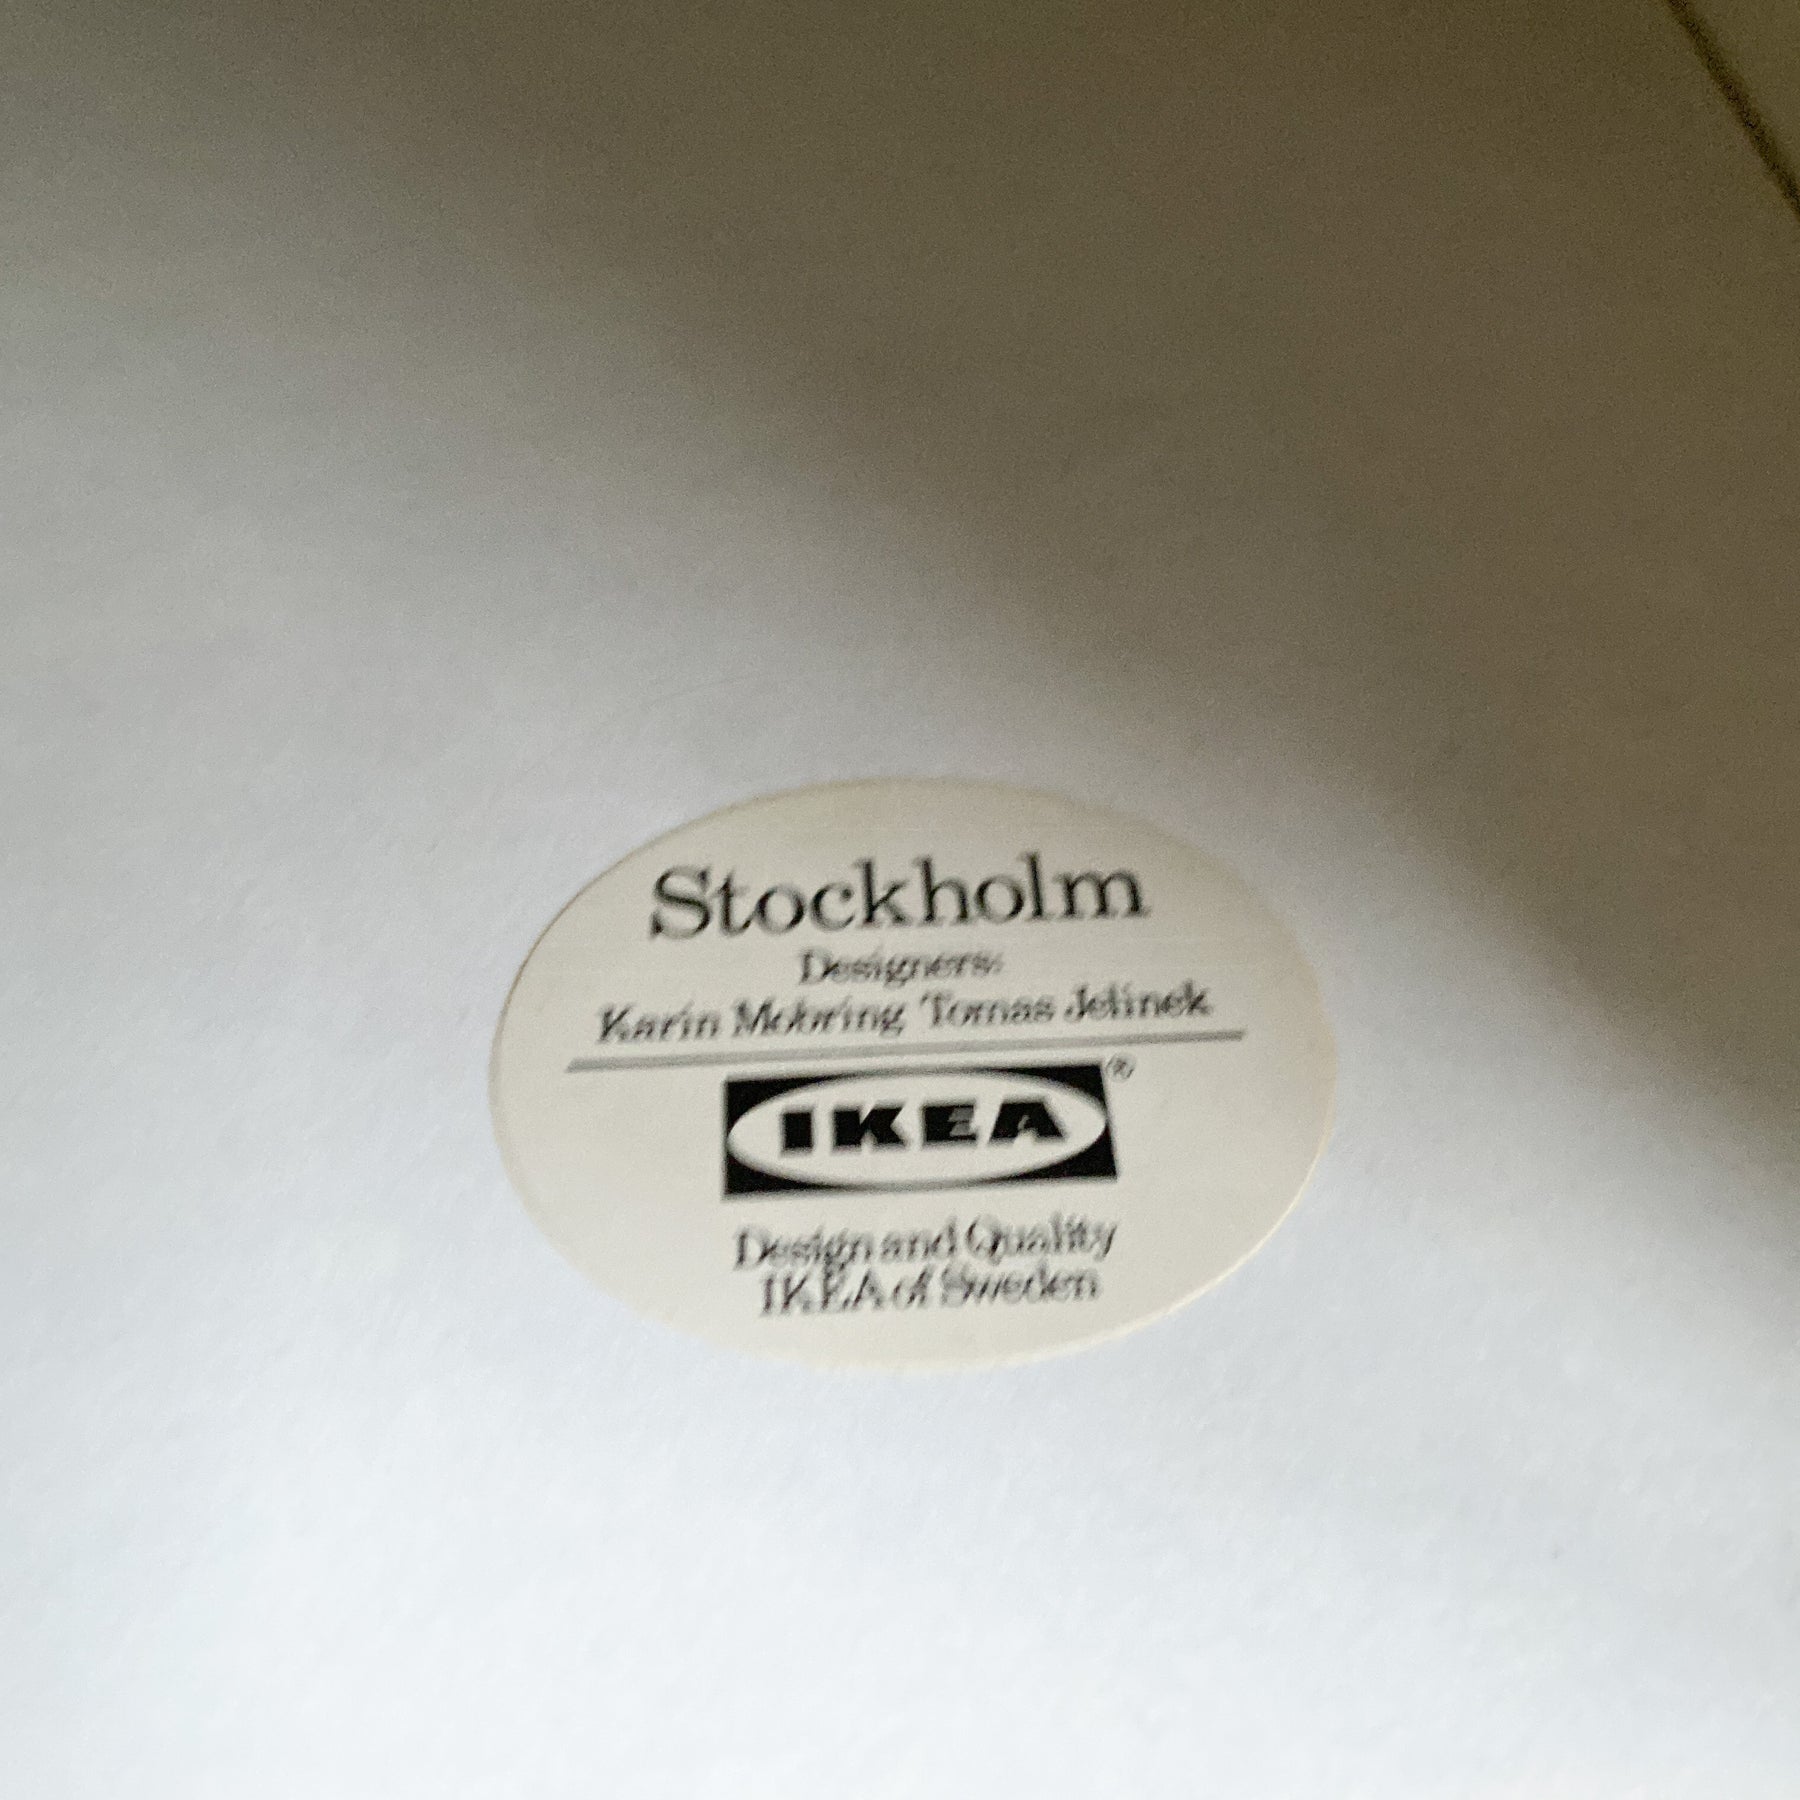 Stockholm
Designers:
Karin Mobring Tomas Jelinek
IKEA®
Design and Quality
IKEA of Sweden